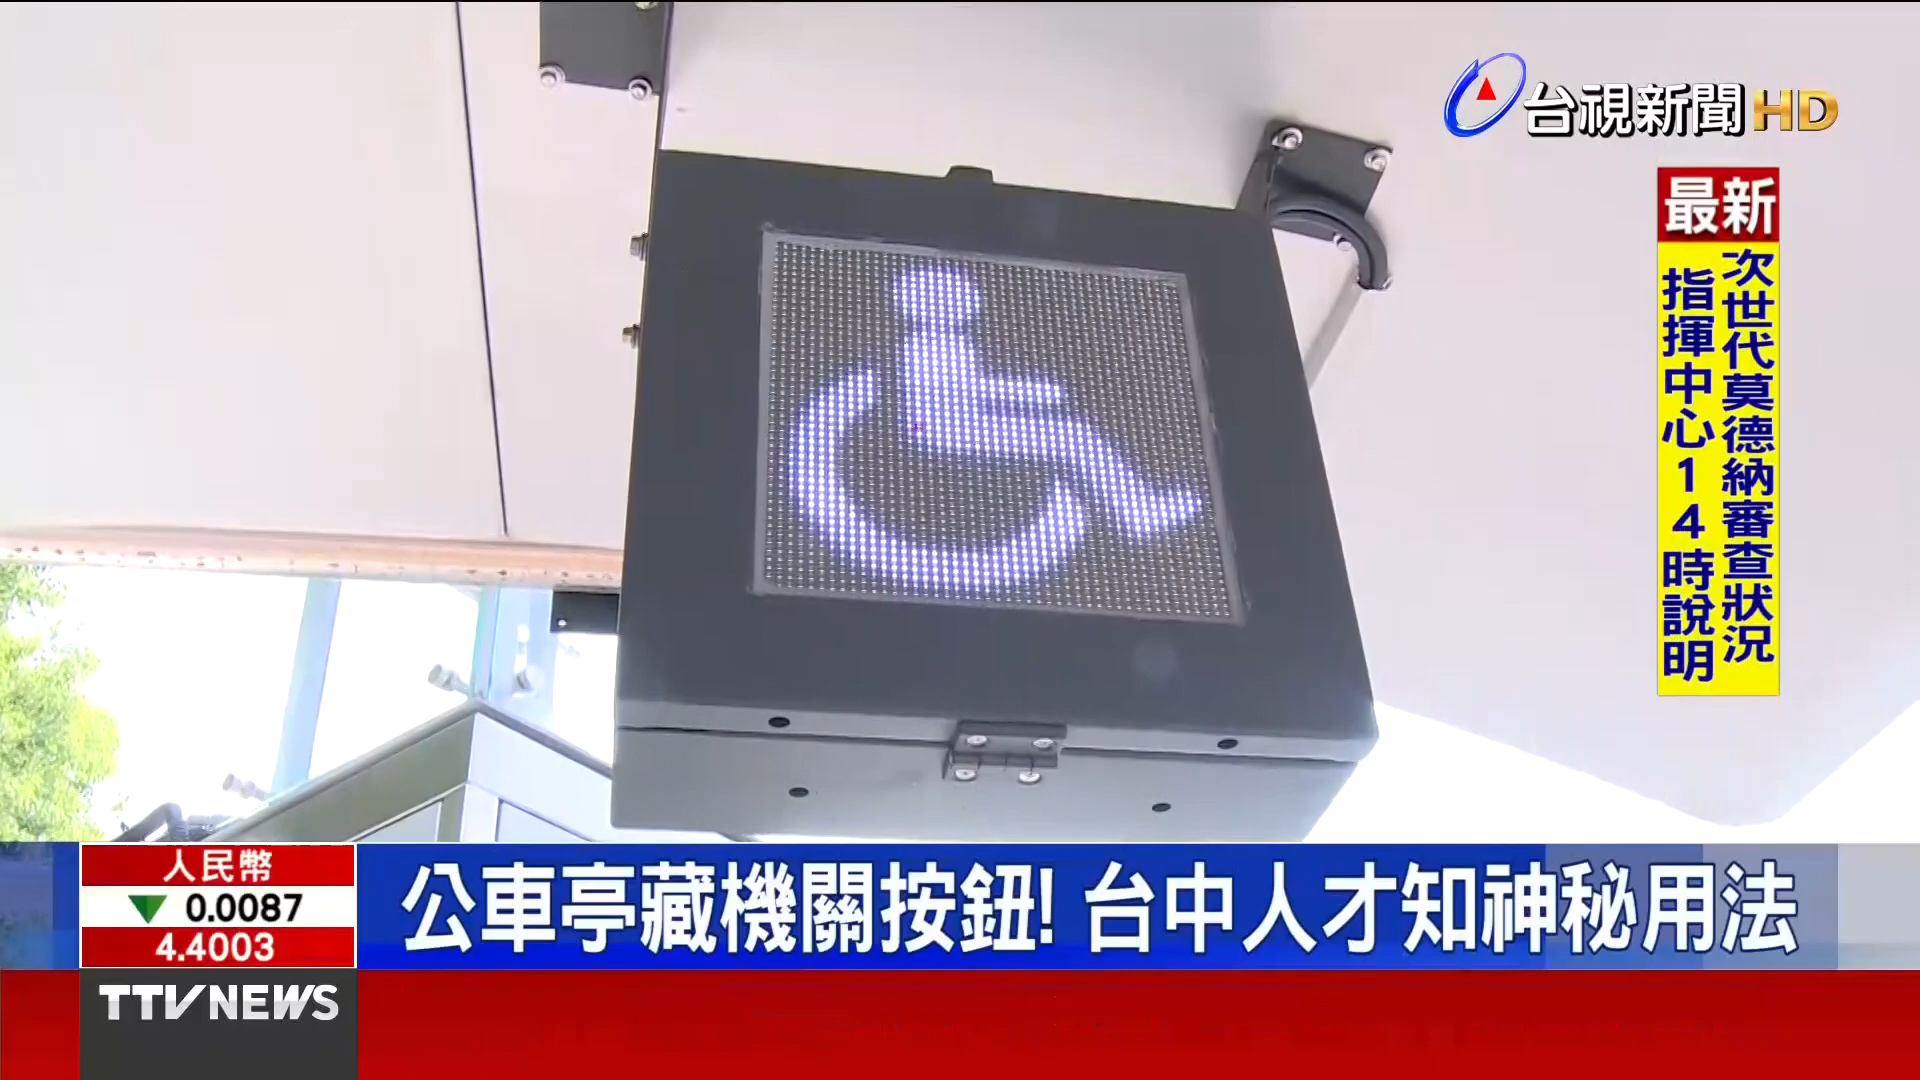 台視新聞HD
最新
次世代莫德納審查狀況
指揮中心14時說明
人民幣
0.0087
4.4003
公車亭藏機關按鈕! 台中人才知神秘用法
TTV NEWS